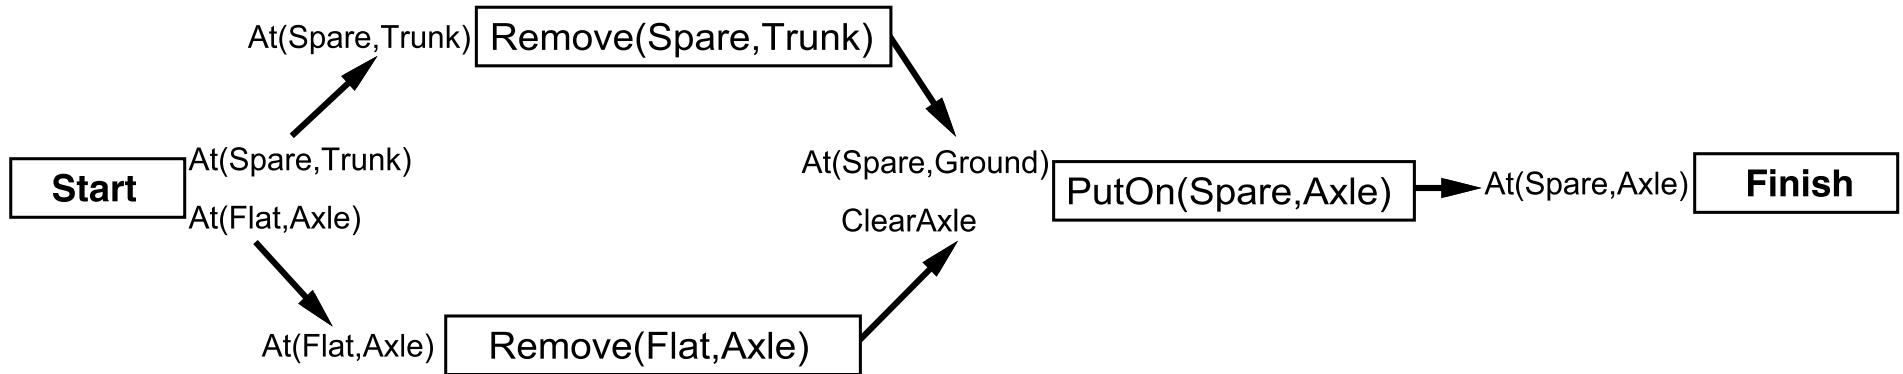 At(Spare,Trunk) Remove(Spare,Trunk)
Start
At(Spare,Trunk)
At(Flat,Axle)
At(Spare,Ground)
ClearAxle
PutOn(Spare,Axle)
At(Spare,Axle) Finish
At(Flat,Axle) Remove(Flat,Axle)